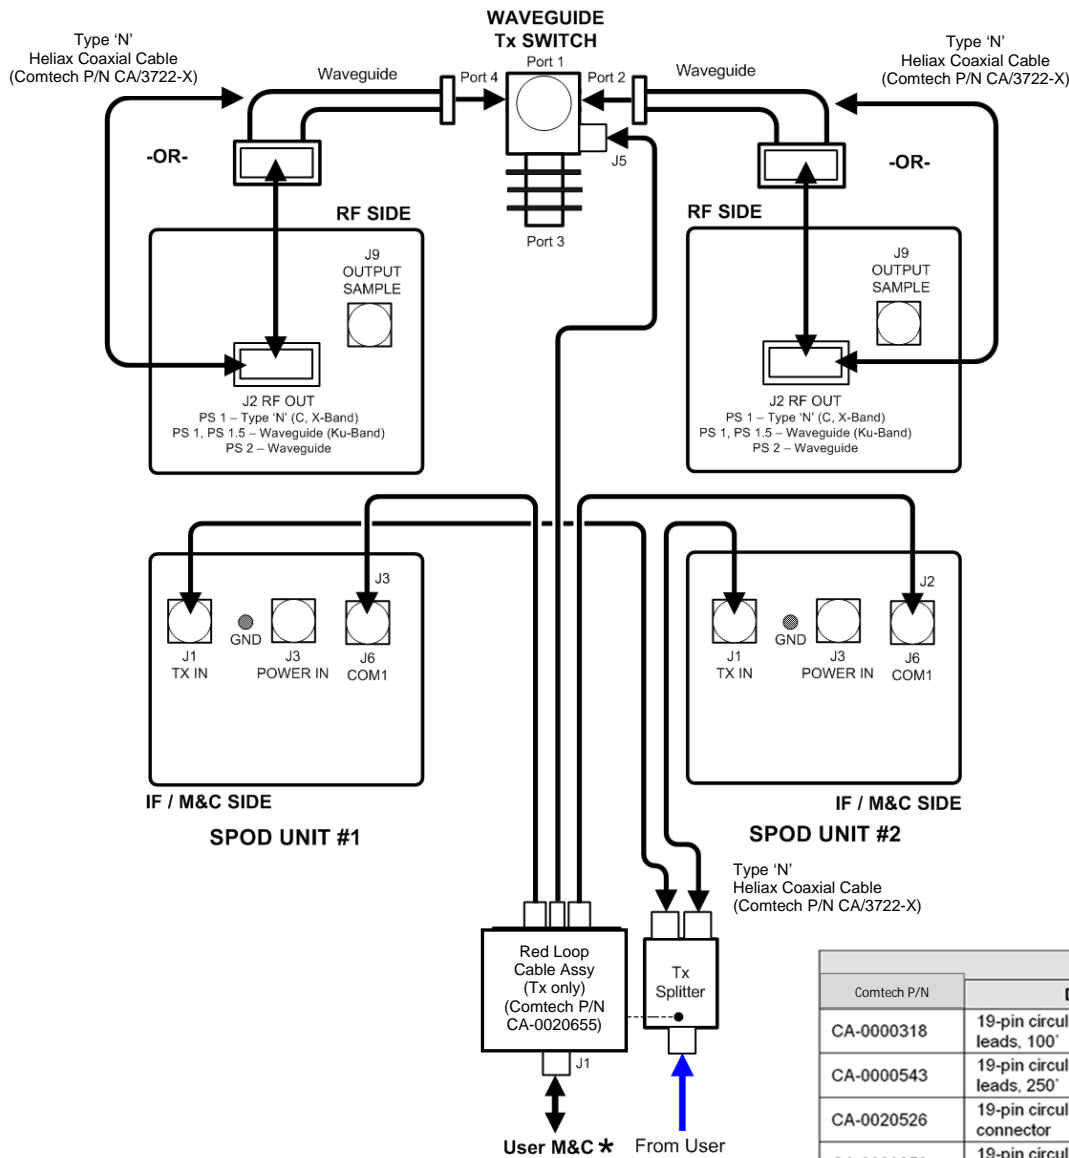 WAVEGUIDE
Tx SWITCH
Type ‘N’
Heliax Coaxial Cable
(Comtech P/N CA/3722-X)
Type ‘N’
Heliax Coaxial Cable
(Comtech P/N CA/3722-X)
Waveguide
Port 4
Port 1
Port 2
Waveguide
J5
-OR-
-OR-
RF SIDE
RF SIDE
Port 3
J9
OUTPUT
SAMPLE
J2 RF OUT
PS 1 – Type ‘N’ (C, X-Band)
PS 1, PS 1.5 – Waveguide (Ku-Band)
PS 2 – Waveguide
J9
OUTPUT
SAMPLE
J2 RF OUT
PS 1 – Type ‘N’ (C, X-Band)
PS 1, PS 1.5 – Waveguide (Ku-Band)
PS 2 – Waveguide
J3
GND
J1
TX IN
J3
POWER IN
J6
COM1
IF / M&C SIDE
SPOD UNIT #1
J2
GND
J1
TX IN
J3
POWER IN
J6
COM1
IF / M&C SIDE
SPOD UNIT #2
Type ‘N’
Heliax Coaxial Cable
(Comtech P/N CA/3722-X)
Red Loop
Cable Assy
(Tx only)
(Comtech P/N
CA-0020655)
J1
Tx
Splitter
User M&C *
From User
Comtech P/N
CA-0000318
19-pin circul
leads, 100'
CA-0000543
19-pin circul
leads, 250'
CA-0020526
19-pin circul
connector
19-pin circul